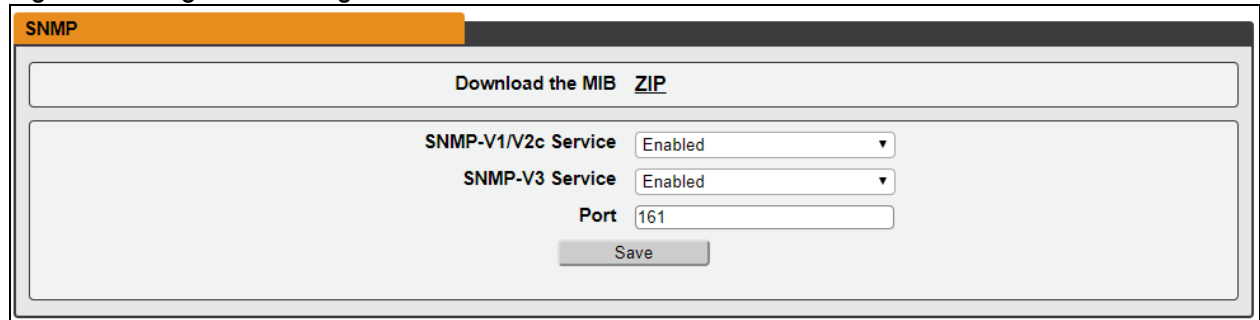 SNMP
Download the MIB ZIP
SNMP-V1/V2c Service Enabled
SNMP-V3 Service Enabled
Port 161
Save